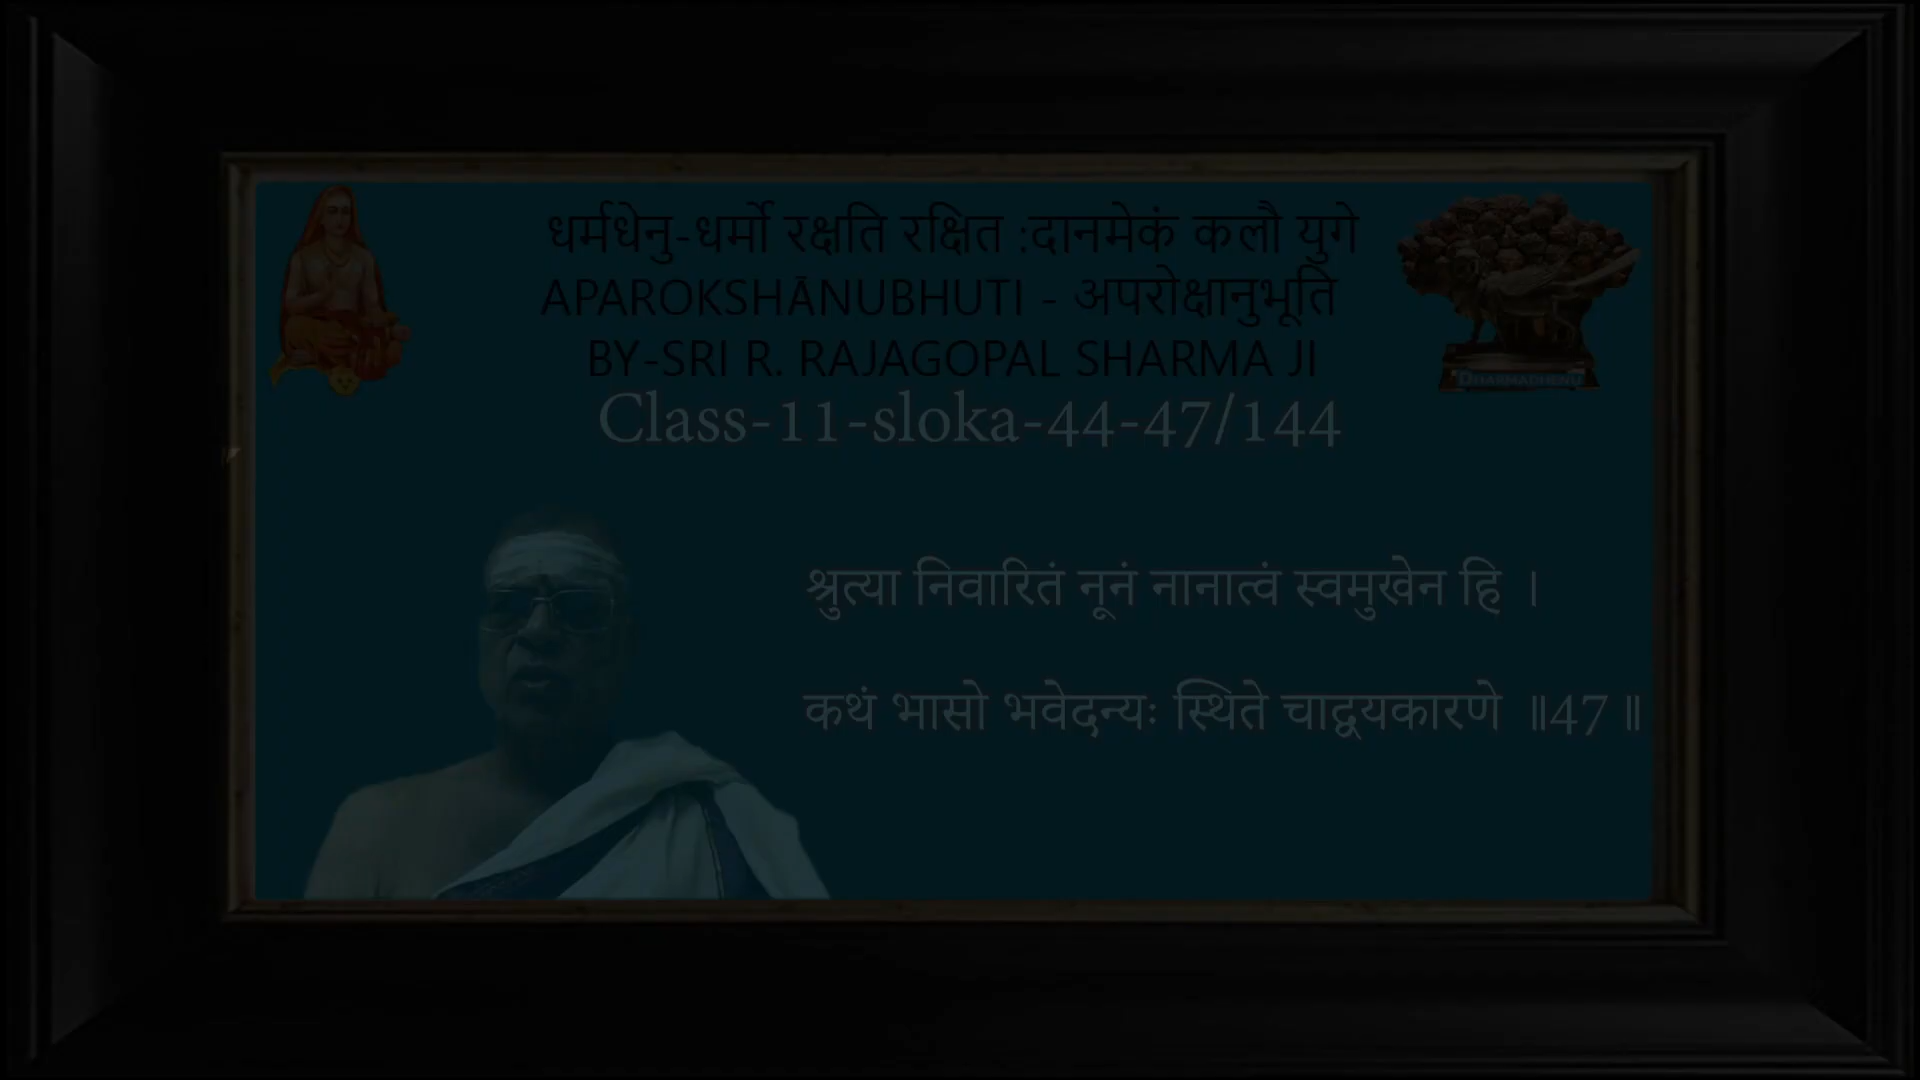 धर्मधेनु-धर्मो रक्षति रक्षित :दानमेकं कलौ युगे
APAROKSHĀNUBHUTI - अपरोक्षानुभूति
BY-SRI R. RAJAGOPAL SHARMA JI
DHARMADHENU
Class-11-sloka-44-47/144
श्रुत्या निवारितं नूनं नानात्वं स्वमुखेन हि ।
कथं भासो भवेदन्यः स्थिते चाद्वयकारणे ॥47॥